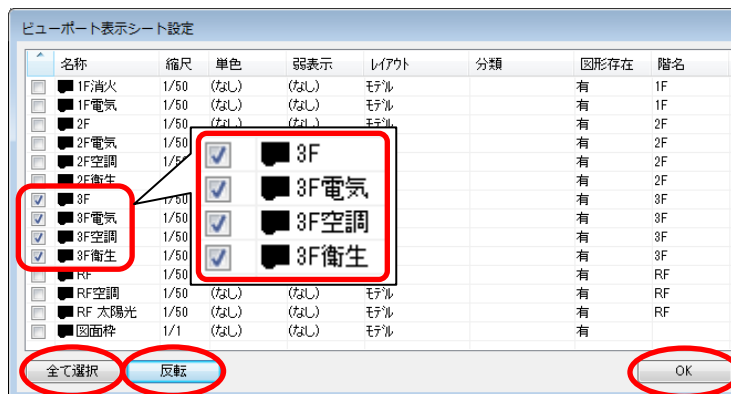 ビューポート表示シート設定
名称 縮尺 単色 弱表示 レイアウト 分類 図形存在 階名
1F消火 1/50 (なし) (なし) モデル 有 1F
1F電気 1/50 (なし) (なし) モデル 有 1F
2F 1/50 (なし) (なし) モデル 有 2F
2F電気 1/50 有 2F
2F空調 有 2F
2F衛生 有 2F
3F 1/50 有 3F
3F電気 1/50 有 3F
3F空調 1/50 有 3F
3F衛生 1/50 有 3F
RF 1/50 有 RF
RF空調 1/50 (なし) (なし) モデル 有 RF
RF 太陽光 1/50 (なし) (なし) モデル 有 RF
図面枠 1/1 (なし) (なし) モデル 有
3F
3F電気
3F空調
3F衛生
全て選択 反転 OK